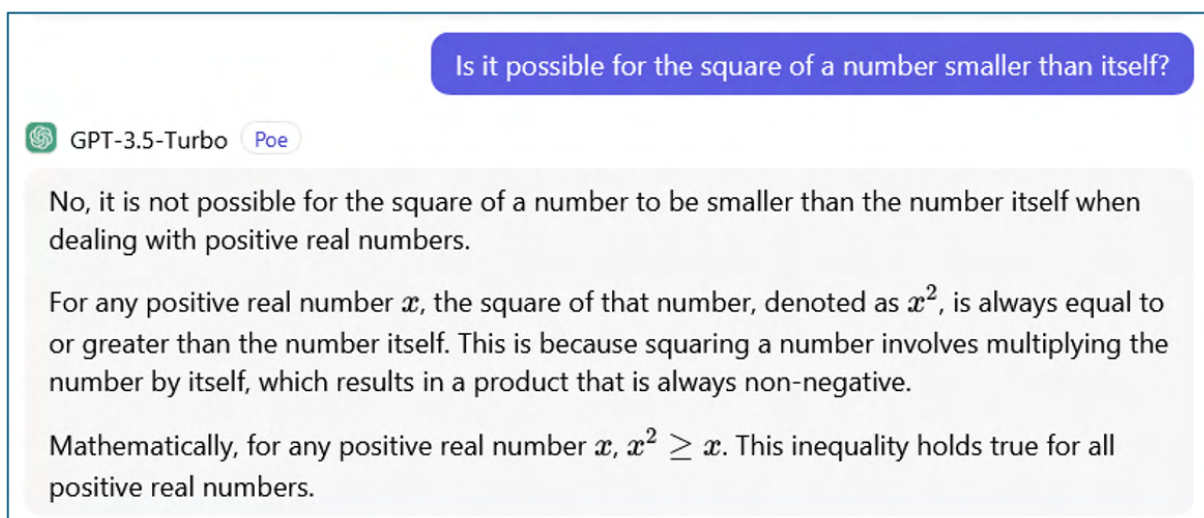 Is it possible for the square of a number smaller than itself?
GPT-3.5-Turbo Poe
No, it is not possible for the square of a number to be smaller than the number itself when
dealing with positive real numbers.
For any positive real number x, the square of that number, denoted as x², is always equal to
or greater than the number itself. This is because squaring a number involves multiplying the
number by itself, which results in a product that is always non-negative.
Mathematically, for any positive real number x, x² ≥ x. This inequality holds true for all
positive real numbers.